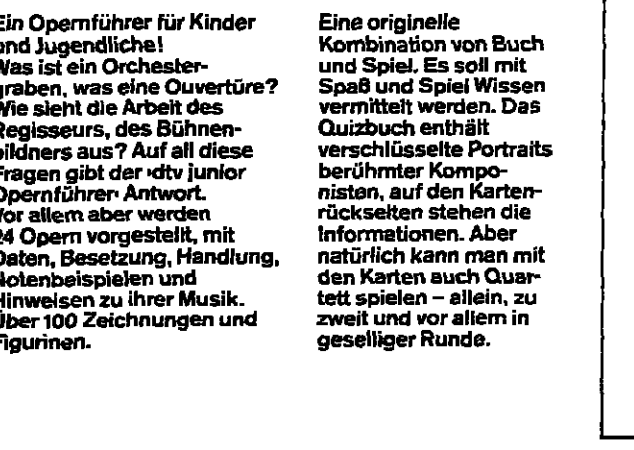 Ein Opernführer für Kinder
und Jugendliche!
Was ist ein Orchester-
graben, was eine Ouvertüre?
Wie sieht die Arbeit des
Regisseurs, des Bühnen-
bildners aus? Auf all diese
Fragen gibt der ›dtv junior
Opernführer‹ Antwort.
Vor allem aber werden
24 Opern vorgestellt, mit
Daten, Besetzung, Handlung,
Notenbeispielen und
Hinweisen zu ihrer Musik.
Über 100 Zeichnungen und
Figurinen.
Eine originelle
Kombination von Buch
und Spiel. Es soll mit
Spaß und Spiel Wissen
vermittelt werden. Das
Quizbuch enthält
verschlüsselte Portraits
berühmter Kompo-
nisten, auf den Karten-
rückseiten stehen die
Informationen. Aber
natürlich kann man mit
den Karten auch Quar-
tett spielen – allein, zu
zweit und vor allem in
geselliger Runde.